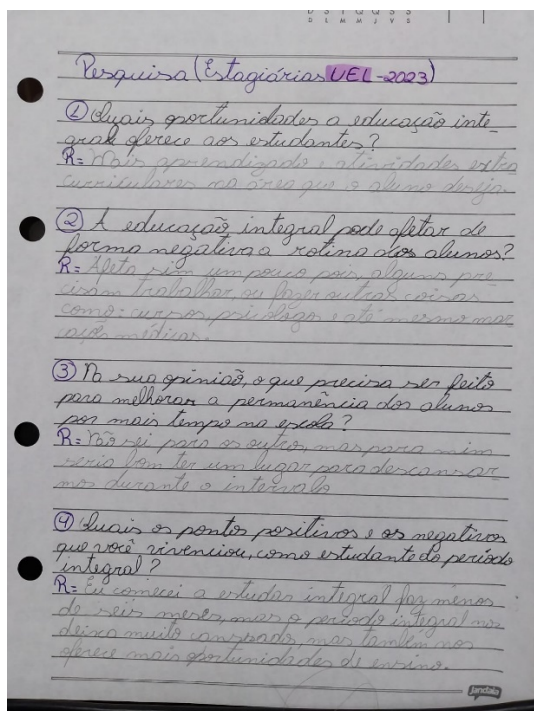 D S T Q Q S S
D L M M J V S
Pesquisa (Estagiárias UEL - 2023)
① Quais oportunidades a educação inte-
gral oferece aos estudantes?
R= Mais aprendizado e atividades extra
curriculares na área que o aluno deseja.
② A educação integral pode afetar de
forma negativa a rotina dos alunos?
R= Afeta sim um pouco pois, alguns pre-
cisam trabalhar, ou fazer outras coisas
como: cursos, psicólogo e até mesmo mar
cações médicas.
③ Na sua opinião, o que precisa ser feito
para melhorar a permanência dos alunos
por mais tempo na escola?
R= Não sei para os outros, mas para mim
seria bom ter um lugar para descansar-
mos durante o intervalo
④ Quais os pontos positivos e os negativos
que você vivenciou, como estudante do período
integral?
R= Eu comecei a estudar integral faz menos
de seis meses, mas o período integral nos
deixa muito cansado, mas também nos
oferece mais oportunidades de ensino.
jandaia